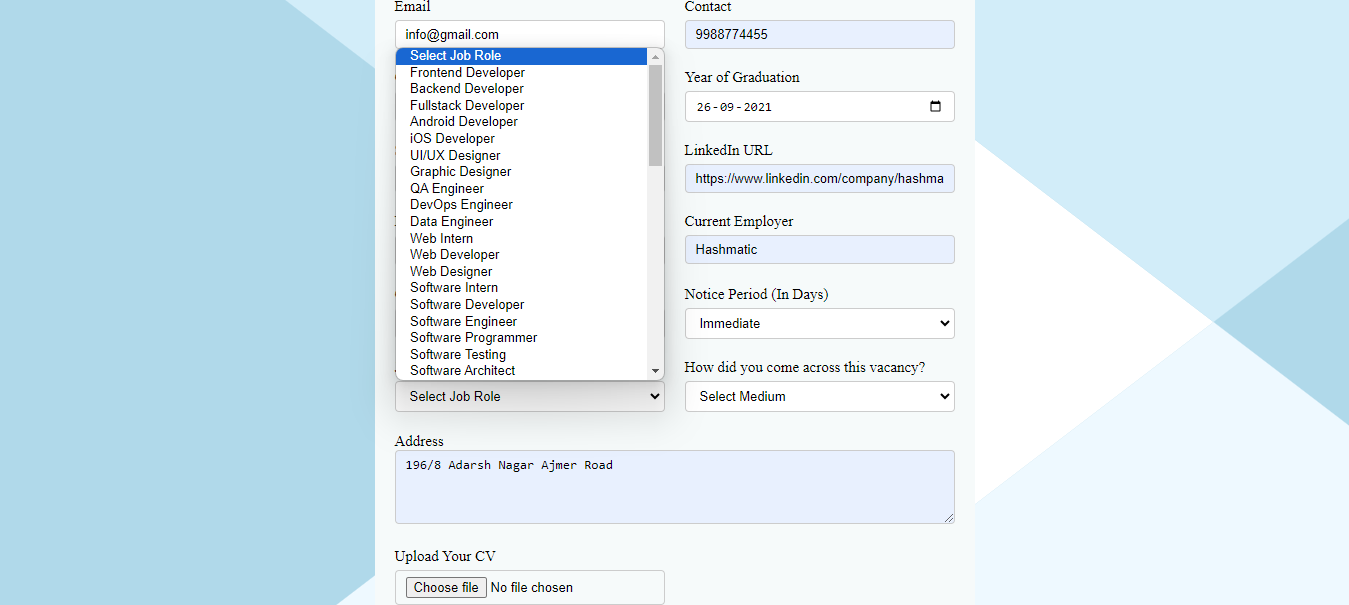 Email
Contact
info@gmail.com
9988774455
Select Job Role
Frontend Developer
Backend Developer
Fullstack Developer
Android Developer
iOS Developer
UI/UX Designer
Graphic Designer
QA Engineer
DevOps Engineer
Data Engineer
Web Intern
Web Developer
Web Designer
Software Intern
Software Developer
Software Engineer
Software Programmer
Software Testing
Software Architect
Select Job Role
Year of Graduation
26-09-2021
LinkedIn URL
https://www.linkedin.com/company/hashma
Current Employer
Hashmatic
Notice Period (In Days)
Immediate
How did you come across this vacancy?
Select Medium
Address
196/8 Adarsh Nagar Ajmer Road
Upload Your CV
Choose file No file chosen